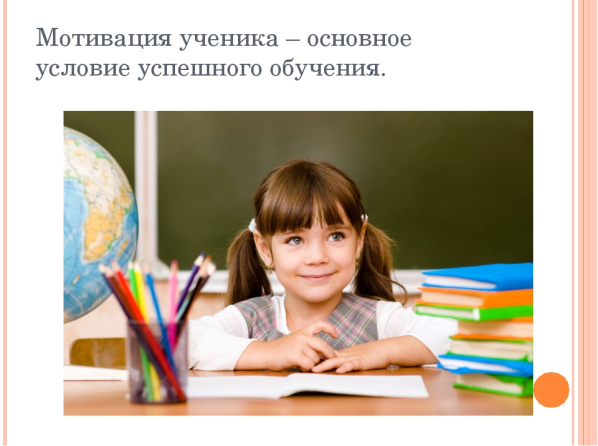 Мотивация ученика – основное
условие успешного обучения.